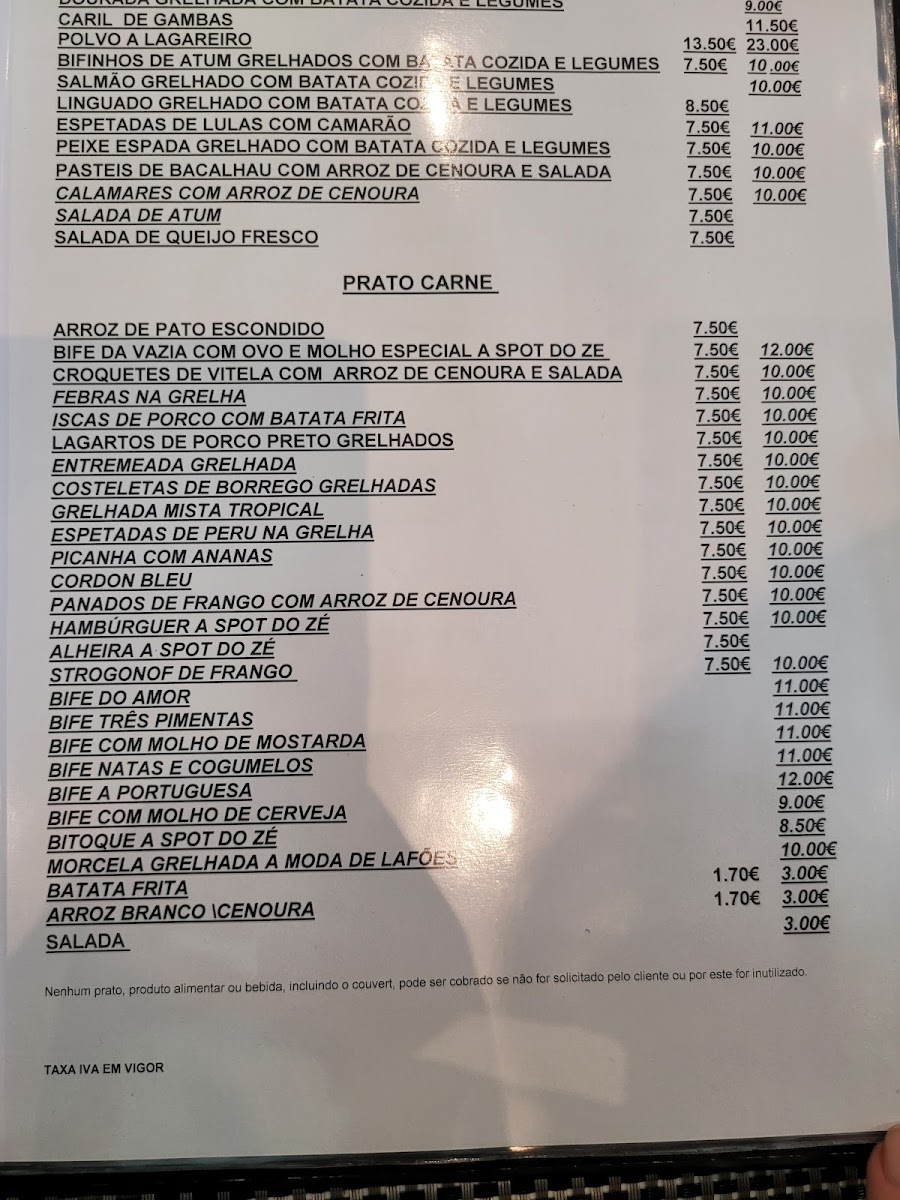 DOURADA GRELHADA COM BATATA COZIDA E LEGUMES 9.00€
CARIL DE GAMBAS 11.50€
POLVO A LAGAREIRO 13.50€ 23.00€
BIFINHOS DE ATUM GRELHADOS COM BATATA COZIDA E LEGUMES 7.50€ 10.00€
SALMÃO GRELHADO COM BATATA COZIDA E LEGUMES 10.00€
LINGUADO GRELHADO COM BATATA COZIDA E LEGUMES 8.50€
ESPETADAS DE LULAS COM CAMARÃO 7.50€ 11.00€
PEIXE ESPADA GRELHADO COM BATATA COZIDA E LEGUMES 7.50€ 10.00€
PASTEIS DE BACALHAU COM ARROZ DE CENOURA E SALADA 7.50€ 10.00€
CALAMARES COM ARROZ DE CENOURA 7.50€ 10.00€
SALADA DE ATUM 7.50€
SALADA DE QUEIJO FRESCO 7.50€
PRATO CARNE
ARROZ DE PATO ESCONDIDO 7.50€
BIFE DA VAZIA COM OVO E MOLHO ESPECIAL A SPOT DO ZE 7.50€ 12.00€
CROQUETES DE VITELA COM ARROZ DE CENOURA E SALADA 7.50€ 10.00€
FEBRAS NA GRELHA 7.50€ 10.00€
ISCAS DE PORCO COM BATATA FRITA 7.50€ 10.00€
LAGARTOS DE PORCO PRETO GRELHADOS 7.50€ 10.00€
ENTREMEADA GRELHADA 7.50€ 10.00€
COSTELETAS DE BORREGO GRELHADAS 7.50€ 10.00€
GRELHADA MISTA TROPICAL 7.50€ 10.00€
ESPETADAS DE PERU NA GRELHA 7.50€ 10.00€
PICANHA COM ANANAS 7.50€ 10.00€
CORDON BLEU 7.50€ 10.00€
PANADOS DE FRANGO COM ARROZ DE CENOURA 7.50€ 10.00€
HAMBÚRGUER A SPOT DO ZÉ 7.50€ 10.00€
ALHEIRA A SPOT DO ZÉ 7.50€
STROGONOF DE FRANGO 7.50€ 10.00€
BIFE DO AMOR 11.00€
BIFE TRÊS PIMENTAS 11.00€
BIFE COM MOLHO DE MOSTARDA 11.00€
BIFE NATAS E COGUMELOS 11.00€
BIFE A PORTUGUESA 12.00€
BIFE COM MOLHO DE CERVEJA 9.00€
BITOQUE A SPOT DO ZÉ 8.50€
MORCELA GRELHADA A MODA DE LAFÕES 10.00€
BATATA FRITA 1.70€ 3.00€
ARROZ BRANCO \CENOURA 1.70€ 3.00€
SALADA 3.00€
Nenhum prato, produto alimentar ou bebida, incluindo o couvert, pode ser cobrado se não for solicitado pelo cliente ou por este for inutilizado.
TAXA IVA EM VIGOR